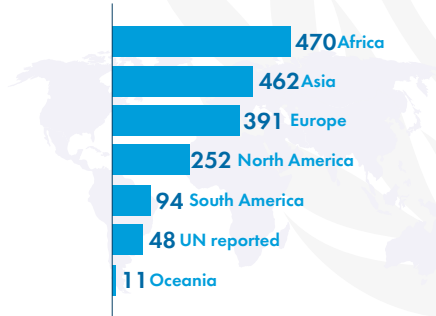 470 Africa
462 Asia
391 Europe
252 North America
94 South America
48 UN reported
11 Oceania